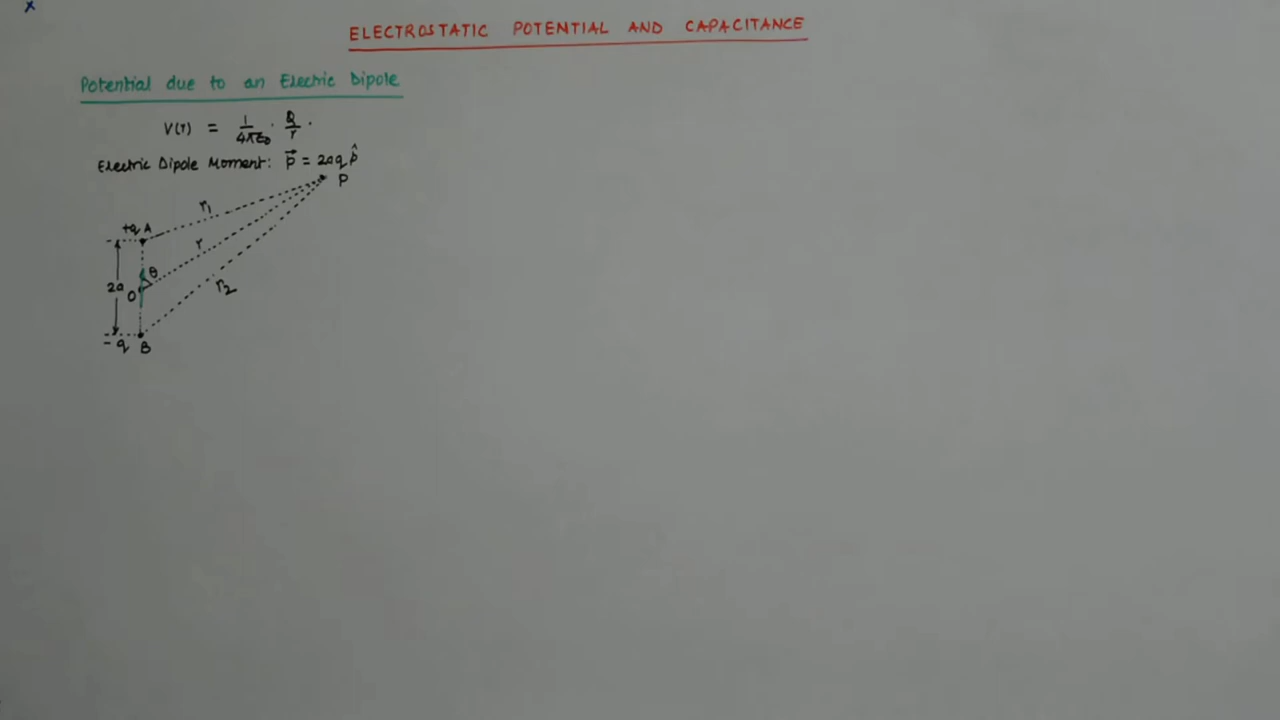 x
ELECTROSTATIC POTENTIAL AND CAPACITANCE
Potential due to an Electric Dipole
V(r) = 1/4πε₀ · Q/r .
Electric Dipole Moment: p⃗ = 2aq p̂
P
r₁
+q A
r
θ
2a
O
r₂
-q B